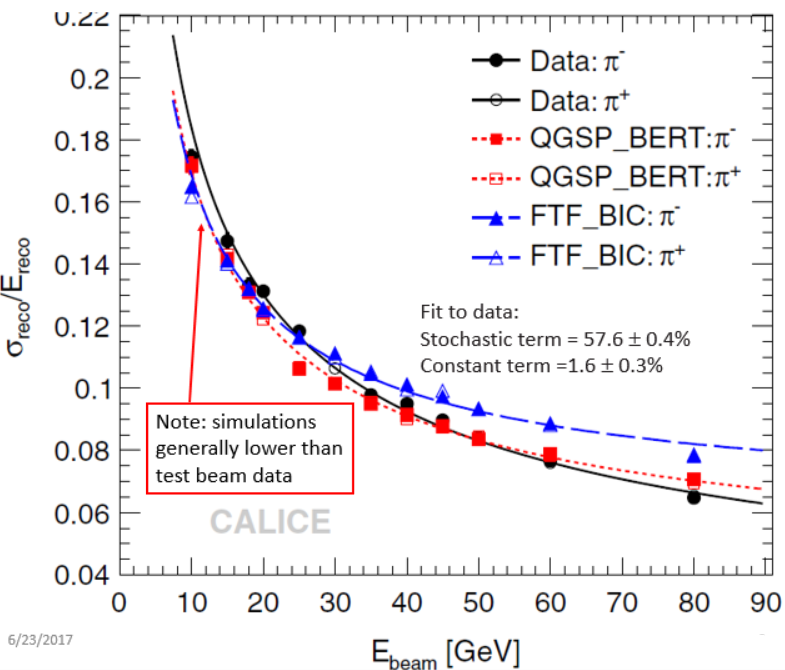 0.22
0.2
0.18
0.16
0.14
0.12
0.1
0.08
0.06
0.04
σreco/Ereco
Data: π-
Data: π+
QGSP_BERT:π-
QGSP_BERT:π+
FTF_BIC: π-
FTF_BIC: π+
Fit to data:
Stochastic term = 57.6 ± 0.4%
Constant term =1.6 ± 0.3%
Note: simulations
generally lower than
test beam data
CALICE
0 10 20 30 40 50 60 70 80 90
Ebeam [GeV]
6/23/2017